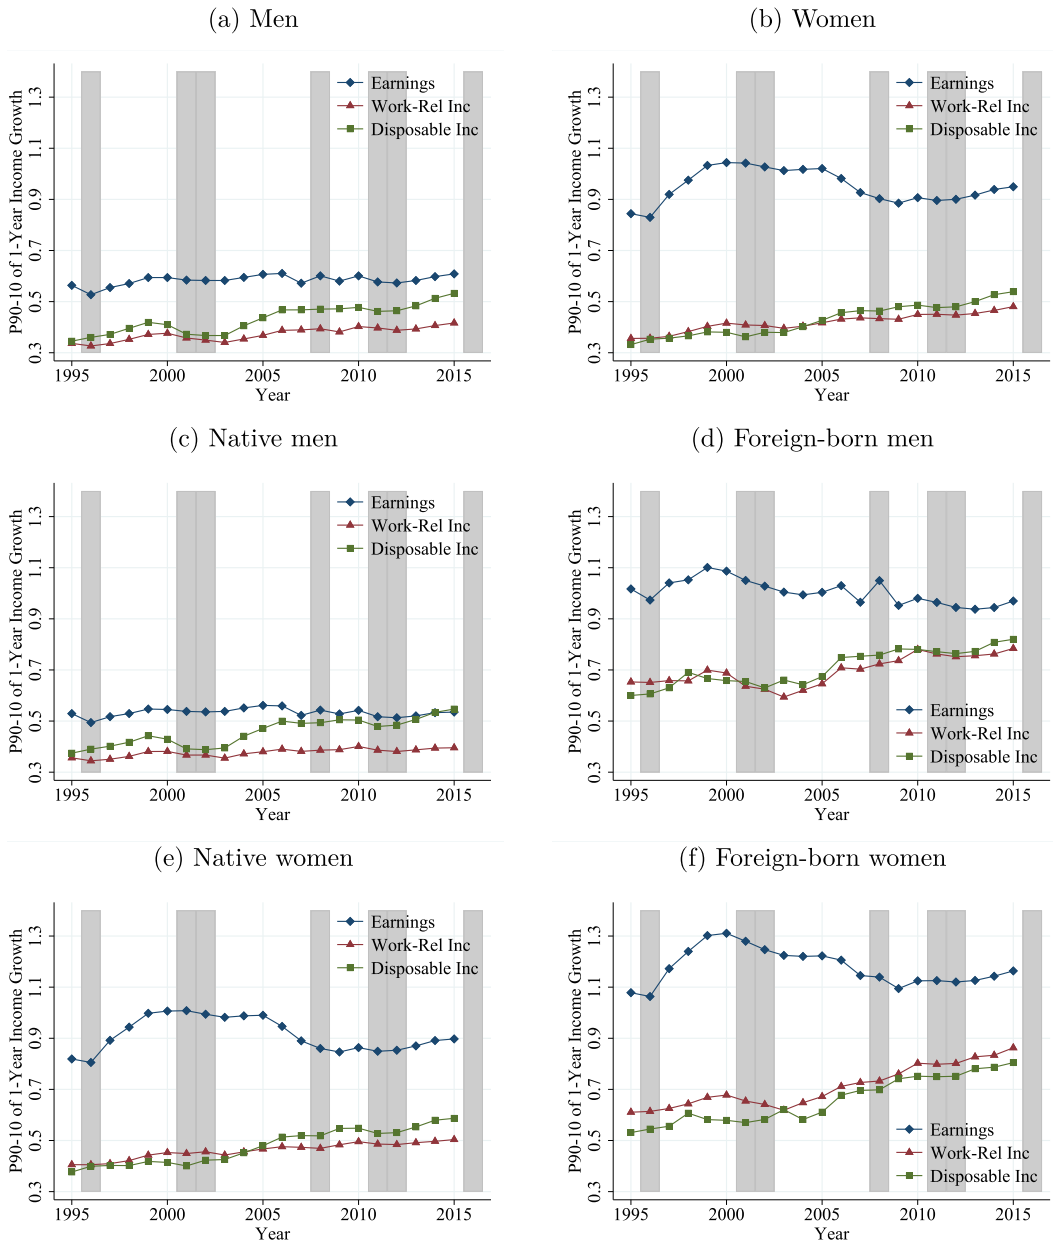 (a) Men
P90-10 of 1-Year Income Growth
1.3
1.1
0.9
0.7
0.5
0.3
Earnings
Work-Rel Inc
Disposable Inc
1995 2000 2005 2010 2015
Year
(b) Women
P90-10 of 1-Year Income Growth
1.3
1.1
0.9
0.7
0.5
0.3
Earnings
Work-Rel Inc
Disposable Inc
1995 2000 2005 2010 2015
Year
(c) Native men
P90-10 of 1-Year Income Growth
1.3
1.1
0.9
0.7
0.5
0.3
Earnings
Work-Rel Inc
Disposable Inc
1995 2000 2005 2010 2015
Year
(d) Foreign-born men
P90-10 of 1-Year Income Growth
1.3
1.1
0.9
0.7
0.5
0.3
Earnings
Work-Rel Inc
Disposable Inc
1995 2000 2005 2010 2015
Year
(e) Native women
P90-10 of 1-Year Income Growth
1.3
1.1
0.9
0.7
0.5
0.3
Earnings
Work-Rel Inc
Disposable Inc
1995 2000 2005 2010 2015
Year
(f) Foreign-born women
P90-10 of 1-Year Income Growth
1.3
1.1
0.9
0.7
0.5
0.3
Earnings
Work-Rel Inc
Disposable Inc
1995 2000 2005 2010 2015
Year